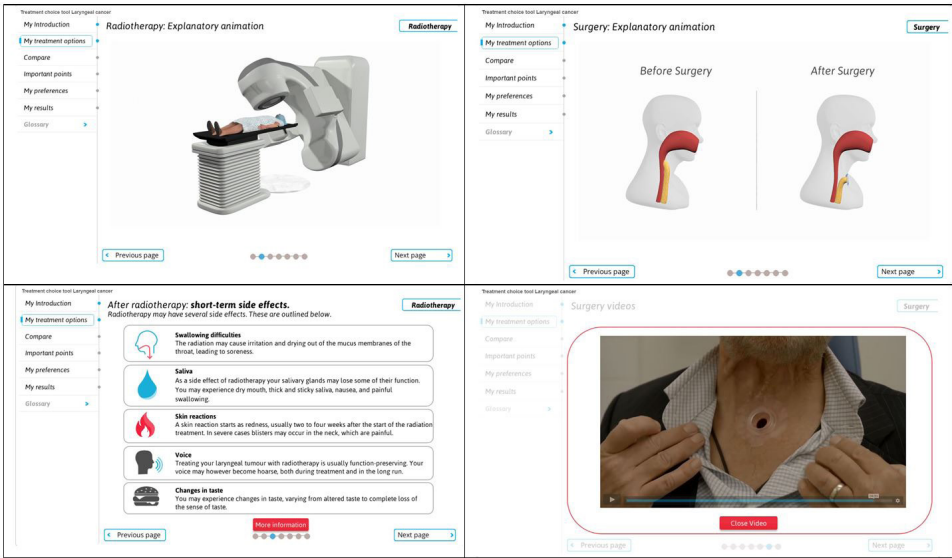 Treatment choice tool Laryngeal cancer
My Introduction
My treatment options
Compare
Important points
My preferences
My results
Glossary
Radiotherapy: Explanatory animation
Radiotherapy
Previous page
Next page
Treatment choice tool Laryngeal cancer
My Introduction
My treatment options
Compare
Important points
My preferences
My results
Glossary
Surgery: Explanatory animation
Surgery
Before Surgery
After Surgery
Previous page
Next page
Treatment choice tool Laryngeal cancer
My Introduction
My treatment options
Compare
Important points
My preferences
My results
Glossary
After radiotherapy: short-term side effects.
Radiotherapy may have several side effects. These are outlined below.
Radiotherapy
Swallowing difficulties
The radiation may cause irritation and drying out of the mucus membranes of the
throat, leading to soreness.
Saliva
As a side effect of radiotherapy your salivary glands may lose some of their function.
You may experience dry mouth, thick and sticky saliva, nausea, and painful
swallowing.
Skin reactions
A skin reaction starts as redness, usually two to four weeks after the start of the radiation
treatment. In severe cases blisters may occur in the neck, which are painful.
Voice
Treating your laryngeal tumour with radiotherapy is usually function-preserving. Your
voice may however become hoarse, both during treatment and in the long run.
Changes in taste
You may experience changes in taste, varying from altered taste to complete loss of
the sense of taste.
More information
Previous page
Next page
Treatment choice tool Laryngeal cancer
My Introduction
My treatment options
Compare
Important points
My preferences
My results
Glossary
Surgery videos
Surgery
Close Video
Previous page
Next page